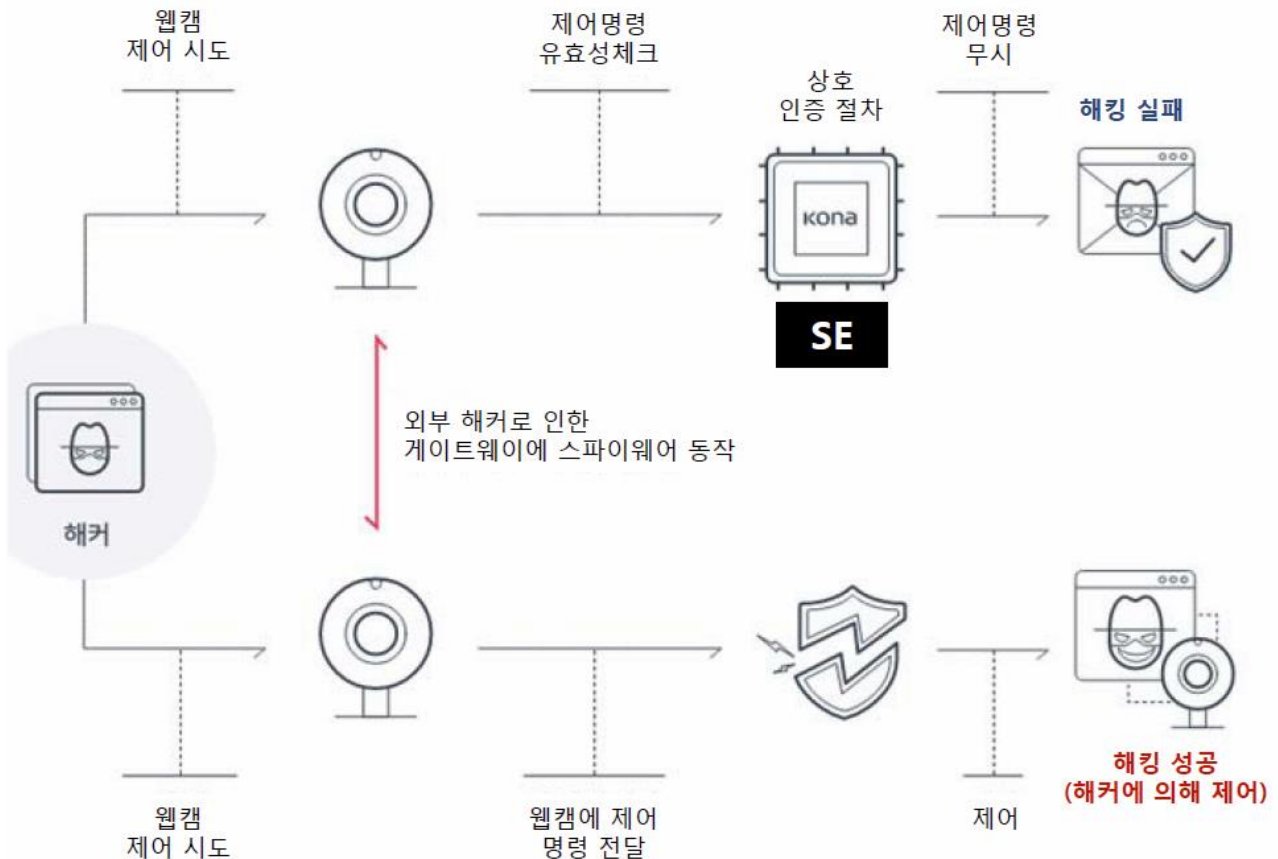 웹캠
제어 시도
제어명령
유효성체크
상호
인증 절차
제어명령
무시
해킹 실패
kona
SE
외부 해커로 인한
게이트웨이에 스파이웨어 동작
해커
웹캠
제어 시도
웹캠에 제어
명령 전달
제어
해킹 성공
(해커에 의해 제어)